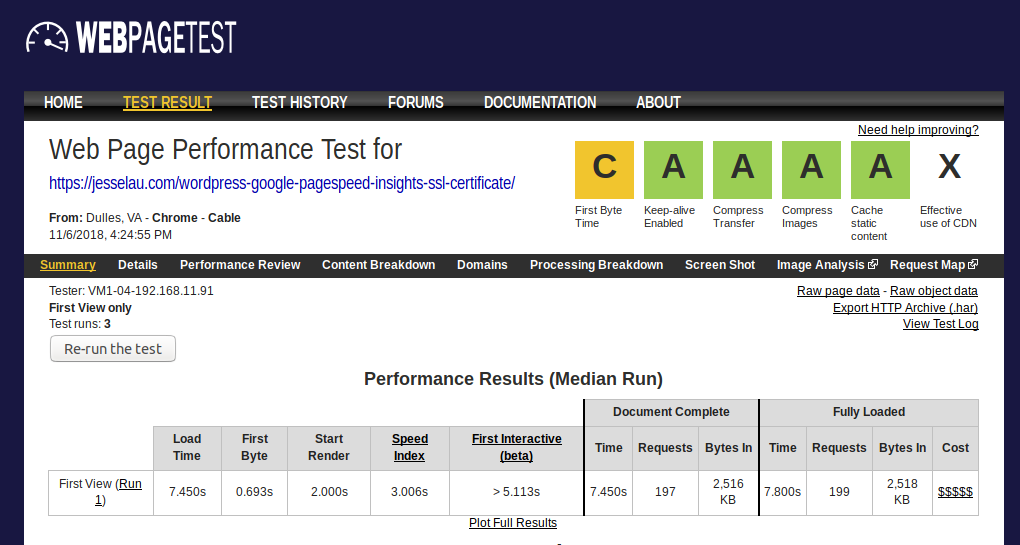 WEBPAGETEST
HOME TEST RESULT TEST HISTORY FORUMS DOCUMENTATION ABOUT
Need help improving?
Web Page Performance Test for
https://jesselau.com/wordpress-google-pagespeed-insights-ssl-certificate/
From: Dulles, VA - Chrome - Cable
11/6/2018, 4:24:55 PM
C A A A A X
First Byte Time
Keep-alive Enabled
Compress Transfer
Compress Images
Cache static content
Effective use of CDN
Summary Details Performance Review Content Breakdown Domains Processing Breakdown Screen Shot Image Analysis Request Map
Tester: VM1-04-192.168.11.91
First View only
Test runs: 3
Re-run the test
Raw page data - Raw object data
Export HTTP Archive (.har)
View Test Log
Performance Results (Median Run)
Document Complete Fully Loaded
Load Time First Byte Start Render Speed Index First Interactive (beta) Time Requests Bytes In Time Requests Bytes In Cost
First View (Run 1) 7.450s 0.693s 2.000s 3.006s > 5.113s 7.450s 197 2,516 KB 7.800s 199 2,518 KB $$$$$
Plot Full Results